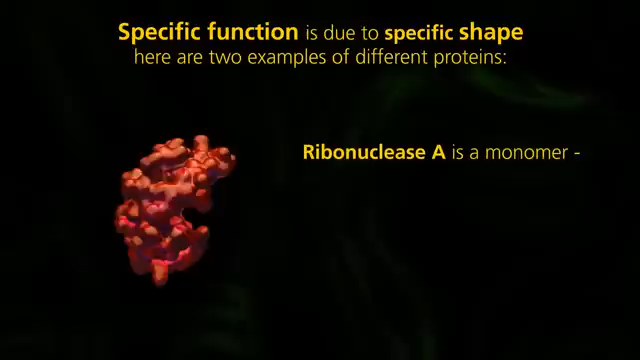 Specific function is due to specific shape
here are two examples of different proteins:
Ribonuclease A is a monomer -